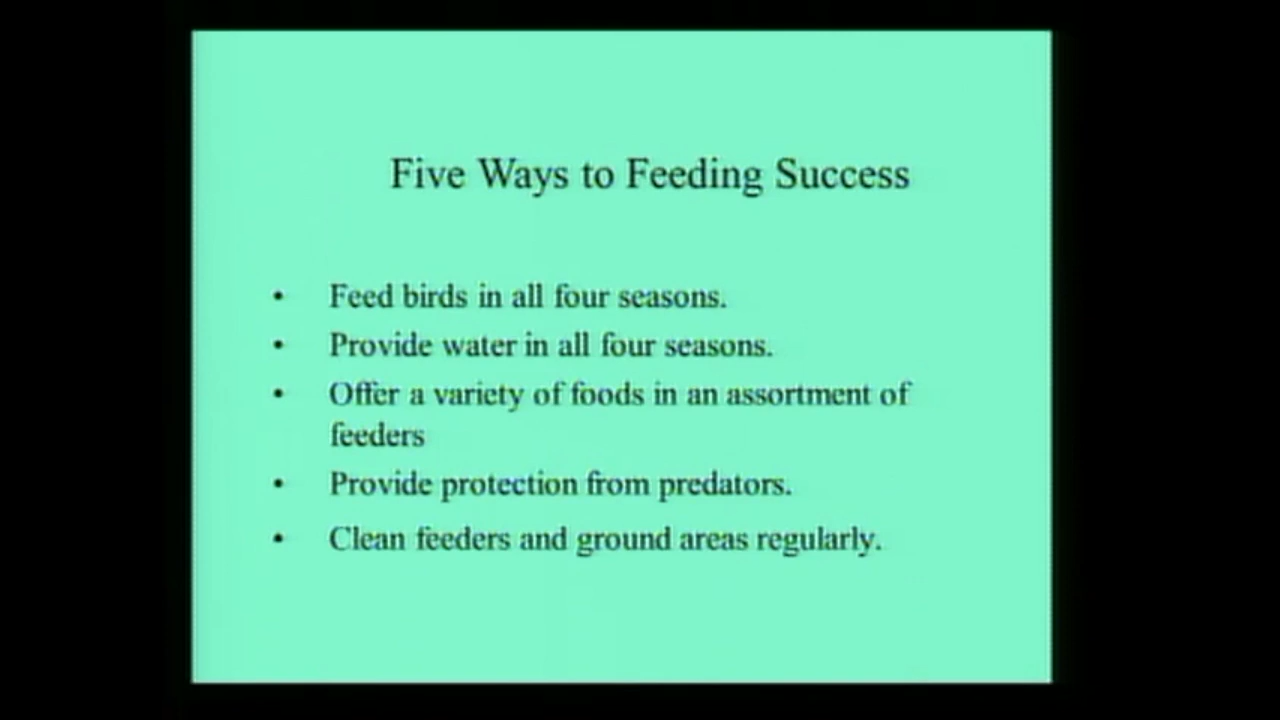 Five Ways to Feeding Success
• Feed birds in all four seasons.
• Provide water in all four seasons.
• Offer a variety of foods in an assortment of
feeders
• Provide protection from predators.
• Clean feeders and ground areas regularly.